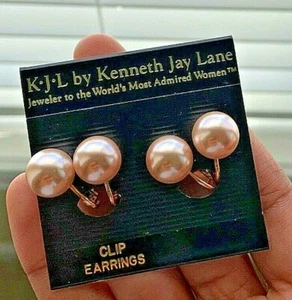 K·J·L by Kenneth Jay Lane
Jeweler to the World's Most Admired Women™
CLIP
EARRINGS